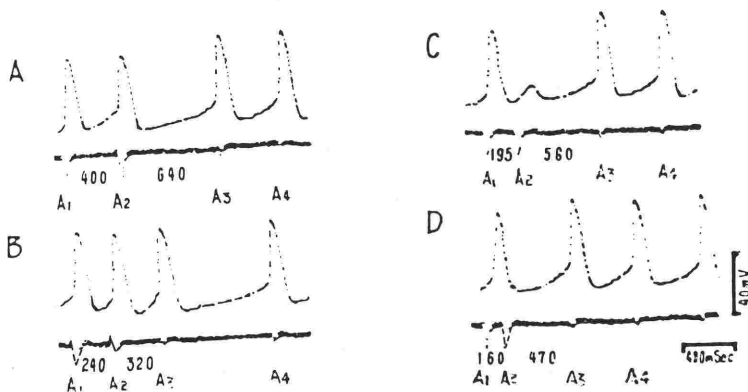 A
400 640
A1 A2 A3 A4
B
240 320
A1 A2 A3 A4
C
195 560
A1 A2 A3 A4
D
160 470
A1 A2 A3 A4
40mV
400mSec